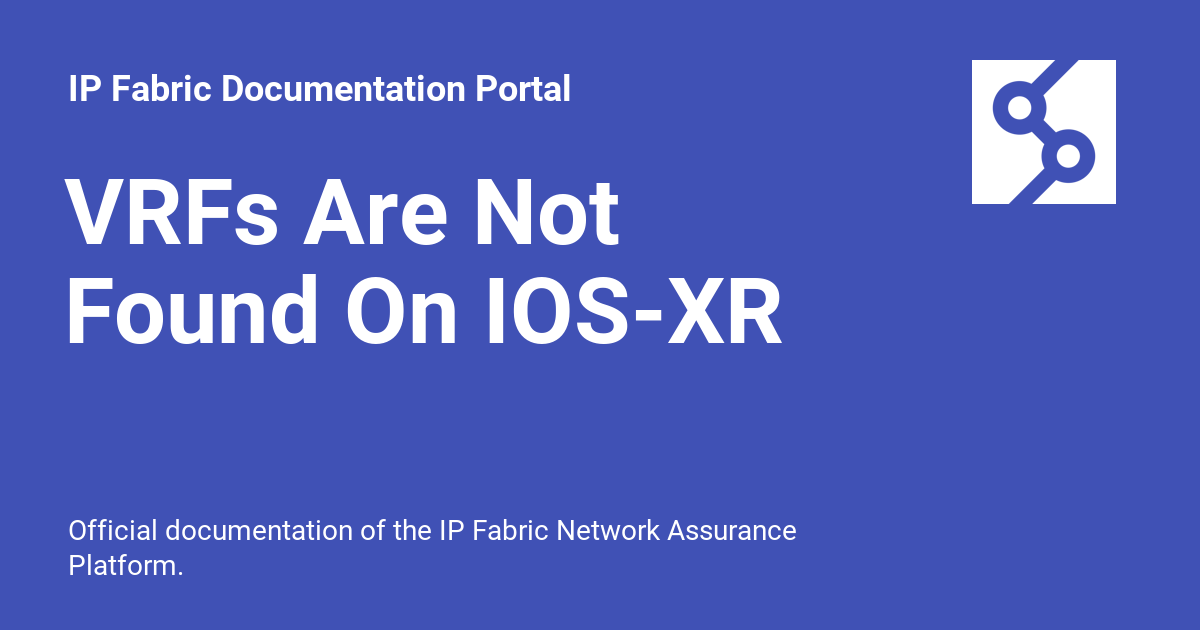 IP Fabric Documentation Portal
VRFs Are Not
Found On IOS-XR
Official documentation of the IP Fabric Network Assurance
Platform.